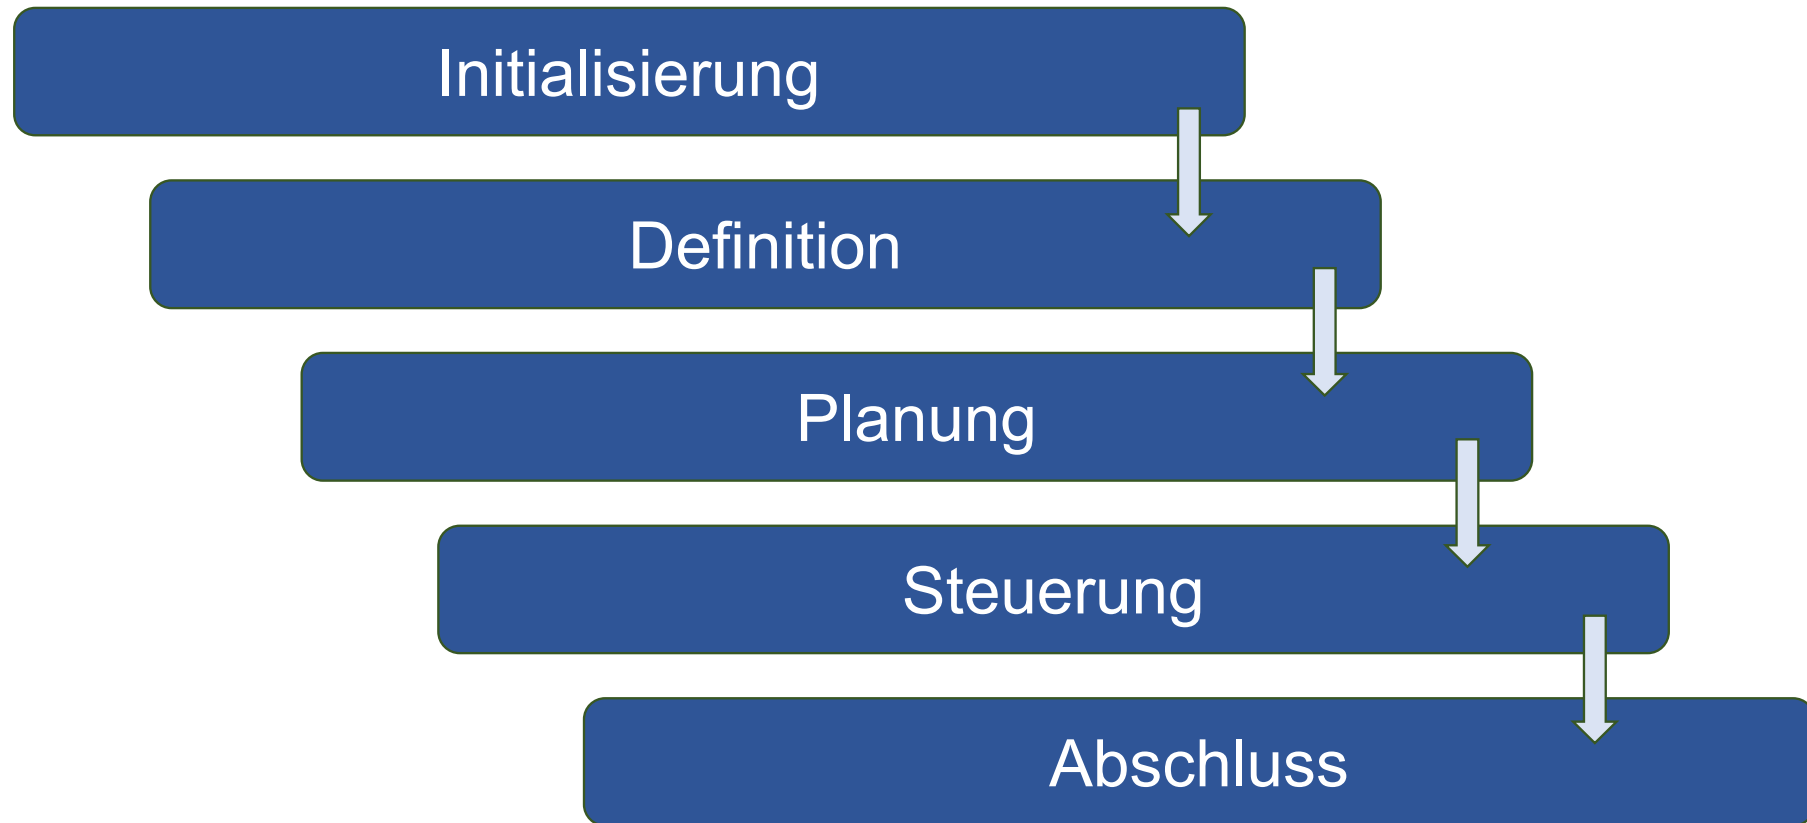 Initialisierung
Definition
Planung
Steuerung
Abschluss